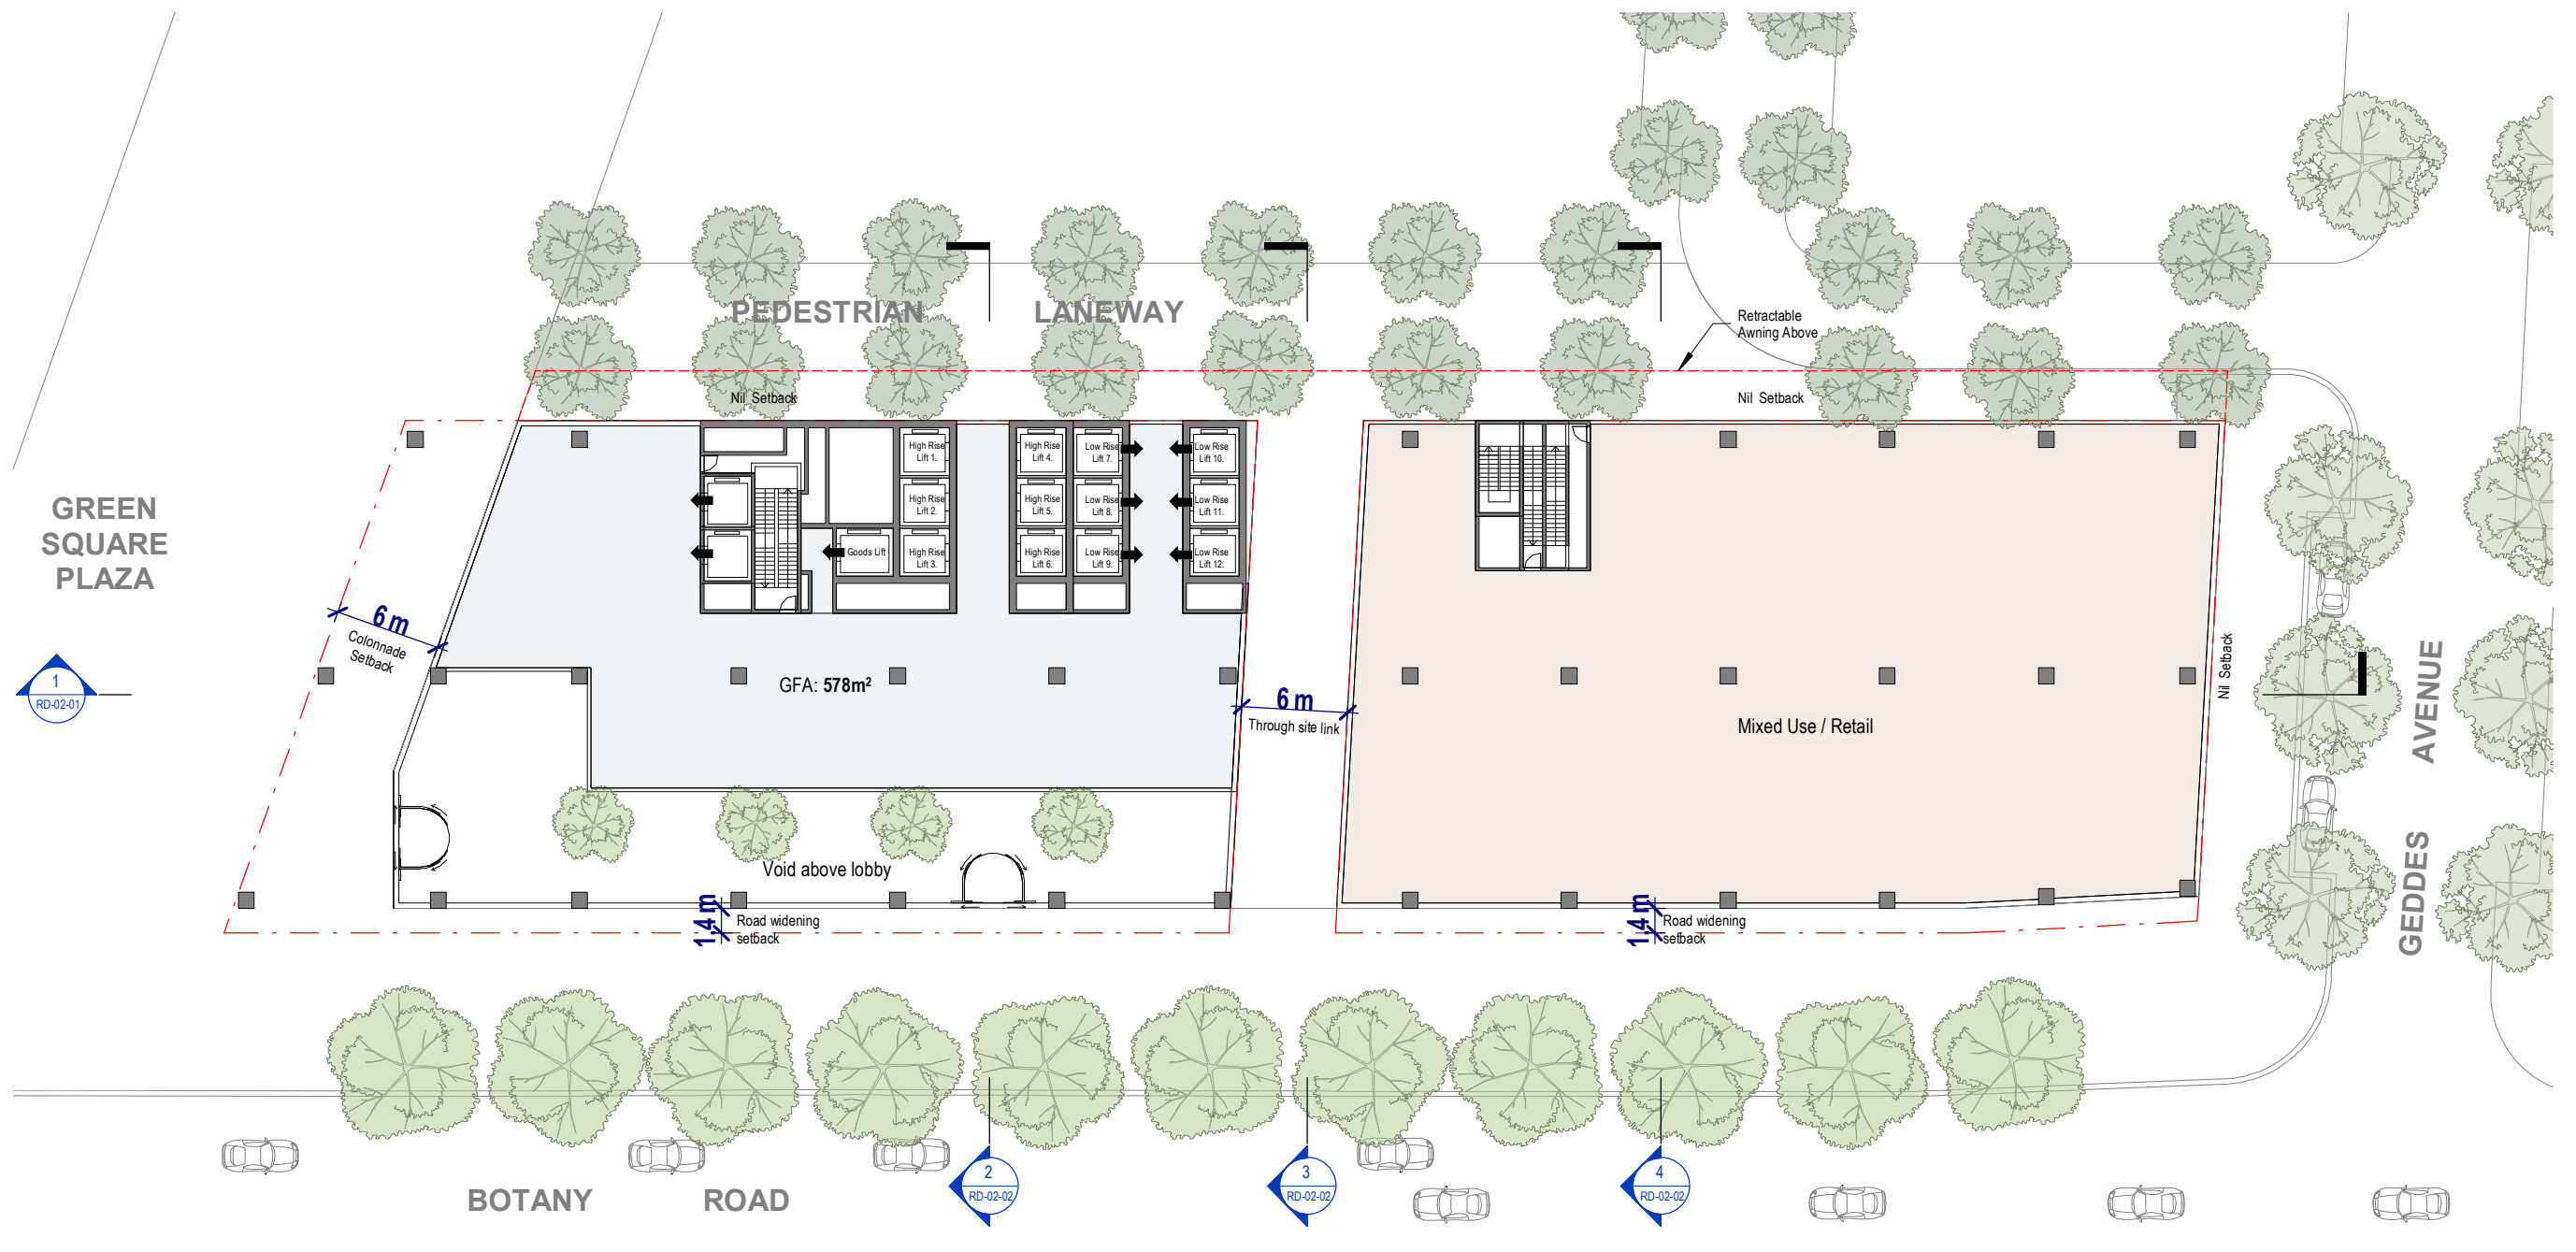 PEDESTRIAN LANEWAY
Retractable
Awning Above
Nil Setback
Nil Setback
High Rise
Lift 1.
High Rise
Lift 2.
High Rise
Lift 3.
High Rise
Lift 4.
High Rise
Lift 5.
High Rise
Lift 6.
Low Rise
Lift 7.
Low Rise
Lift 8.
Low Rise
Lift 9.
Low Rise
Lift 10.
Low Rise
Lift 11.
Low Rise
Lift 12.
Goods Lift
GREEN
SQUARE
PLAZA
6 m
Colonnade
Setback
1
RD-02-01
GFA: 578m²
6 m
Through site link
Mixed Use / Retail
Nil Setback
GEDDES AVENUE
Void above lobby
1.4 m
Road widening
setback
1.4 m
Road widening
setback
BOTANY ROAD
2
RD-02-02
3
RD-02-02
4
RD-02-02